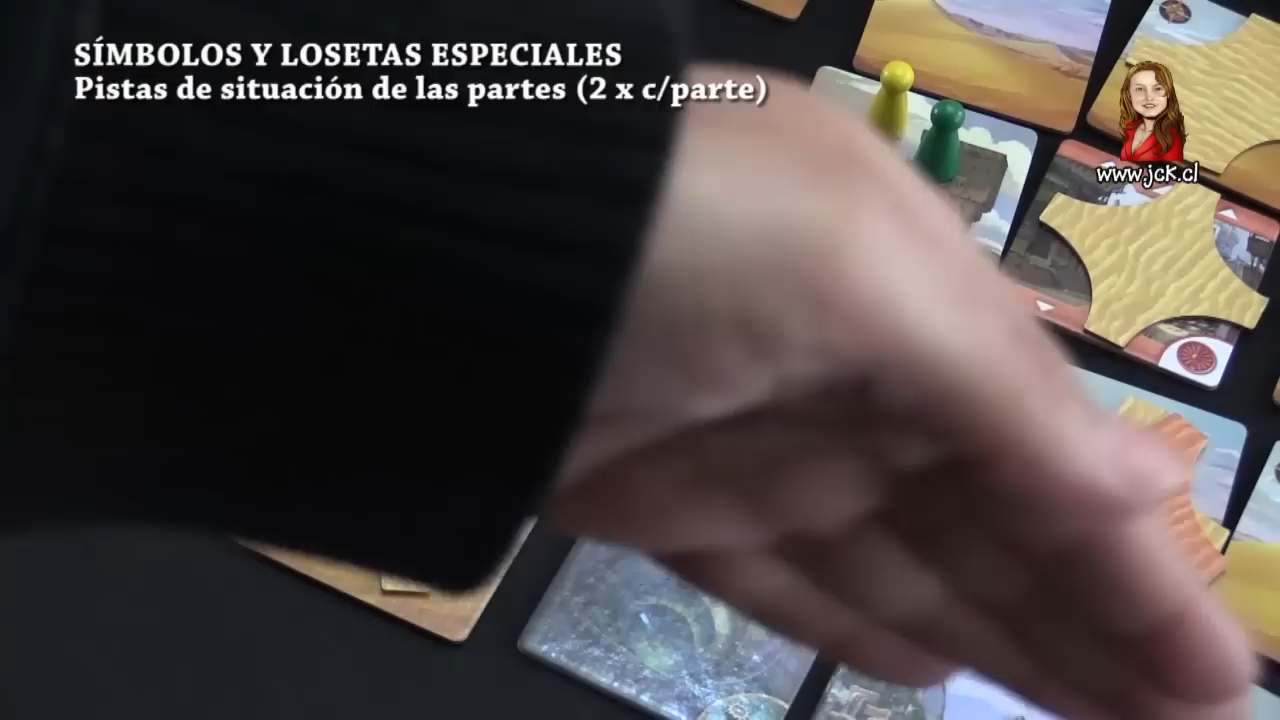 SÍMBOLOS Y LOSETAS ESPECIALES
Pistas de situación de las partes (2 x c/parte)
www.jck.cl